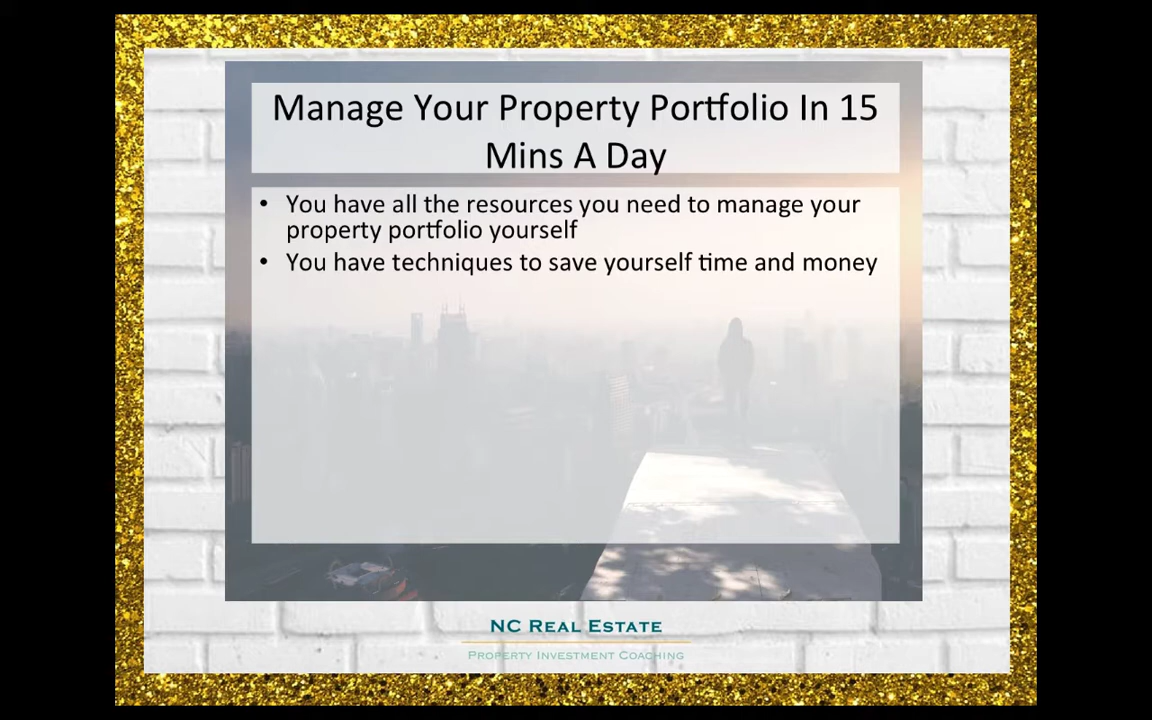 Manage Your Property Portfolio In 15
Mins A Day
• You have all the resources you need to manage your
property portfolio yourself
• You have techniques to save yourself time and money
NC REAL ESTATE
PROPERTY INVESTMENT COACHING